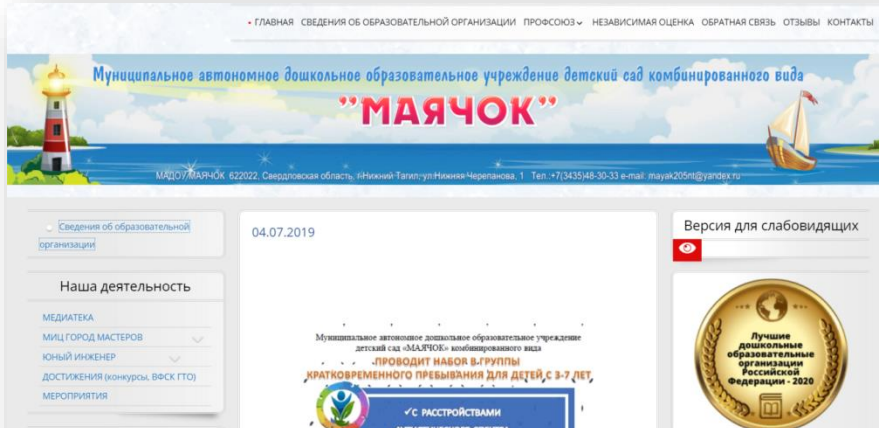 • ГЛАВНАЯ СВЕДЕНИЯ ОБ ОБРАЗОВАТЕЛЬНОЙ ОРГАНИЗАЦИИ ПРОФСОЮЗ НЕЗАВИСИМАЯ ОЦЕНКА ОБРАТНАЯ СВЯЗЬ ОТЗЫВЫ КОНТАКТЫ
Муниципальное автономное дошкольное образовательное учреждение детский сад комбинированного вида
"МАЯЧОК"
МАДОУ МАЯЧОК 622022, Свердловская область, г.Нижний Тагил, ул.Нижняя Черепанова, 1 Тел.:+7(3435)48-30-33 e-mail: mayak205nt@yandex.ru
Сведения об образовательной
организации
Наша деятельность
МЕДИАТЕКА
МИЦ ГОРОД МАСТЕРОВ
ЮНЫЙ ИНЖЕНЕР
ДОСТИЖЕНИЯ (конкурсы, ВФСК ГТО)
МЕРОПРИЯТИЯ
04.07.2019
Муниципальное автономное дошкольное образовательное учреждение
детский сад «МАЯЧОК» комбинированного вида
ПРОВОДИТ НАБОР В ГРУППЫ
КРАТКОВРЕМЕННОГО ПРЕБЫВАНИЯ ДЛЯ ДЕТЕЙ С 3-7 ЛЕТ
✓С РАССТРОЙСТВАМИ
Версия для слабовидящих
Лучшие
дошкольные
образовательные
организации
Российской
Федерации - 2020